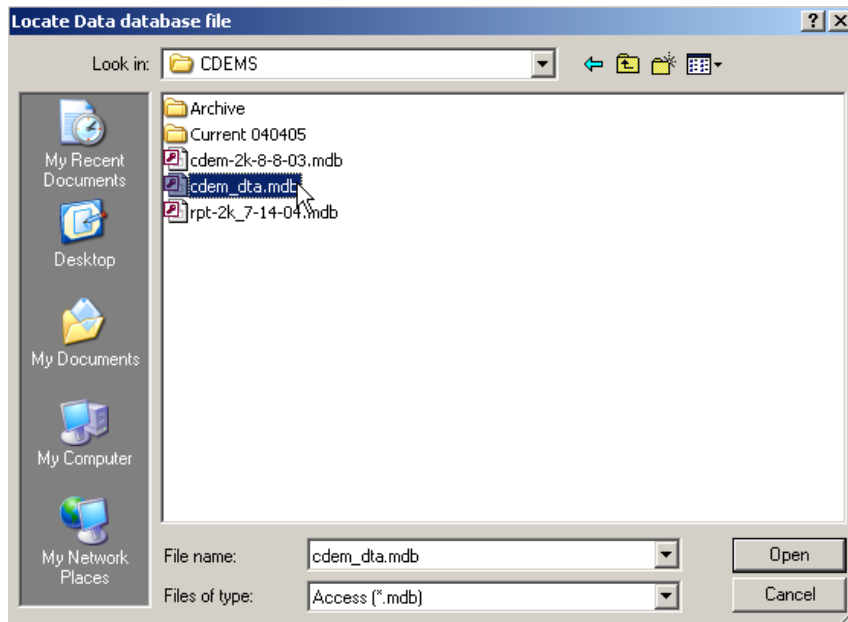 Locate Data database file
Look in: CDEMS
Archive
Current 040405
cdem-2k-8-8-03.mdb
cdem_dta.mdb
rpt-2k_7-14-04.mdb
My Recent
Documents
Desktop
My Documents
My Computer
My Network
Places
File name: cdem_dta.mdb Open
Files of type: Access (*.mdb) Cancel